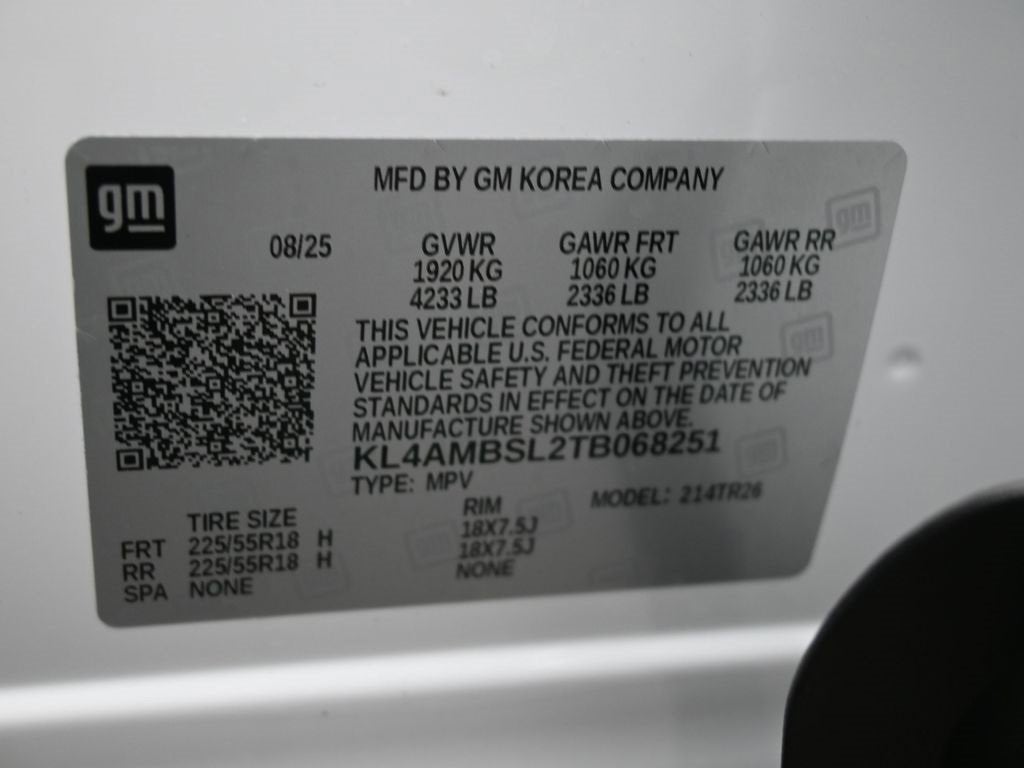 gm
MFD BY GM KOREA COMPANY
08/25 GVWR GAWR FRT GAWR RR
1920 KG 1060 KG 1060 KG
4233 LB 2336 LB 2336 LB
THIS VEHICLE CONFORMS TO ALL
APPLICABLE U.S. FEDERAL MOTOR
VEHICLE SAFETY AND THEFT PREVENTION
STANDARDS IN EFFECT ON THE DATE OF
MANUFACTURE SHOWN ABOVE.
KL4AMBSL2TB068251
TYPE: MPV MODEL: 214TR26
TIRE SIZE RIM
FRT 225/55R18 H 18X7.5J
RR 225/55R18 H 18X7.5J
SPA NONE NONE